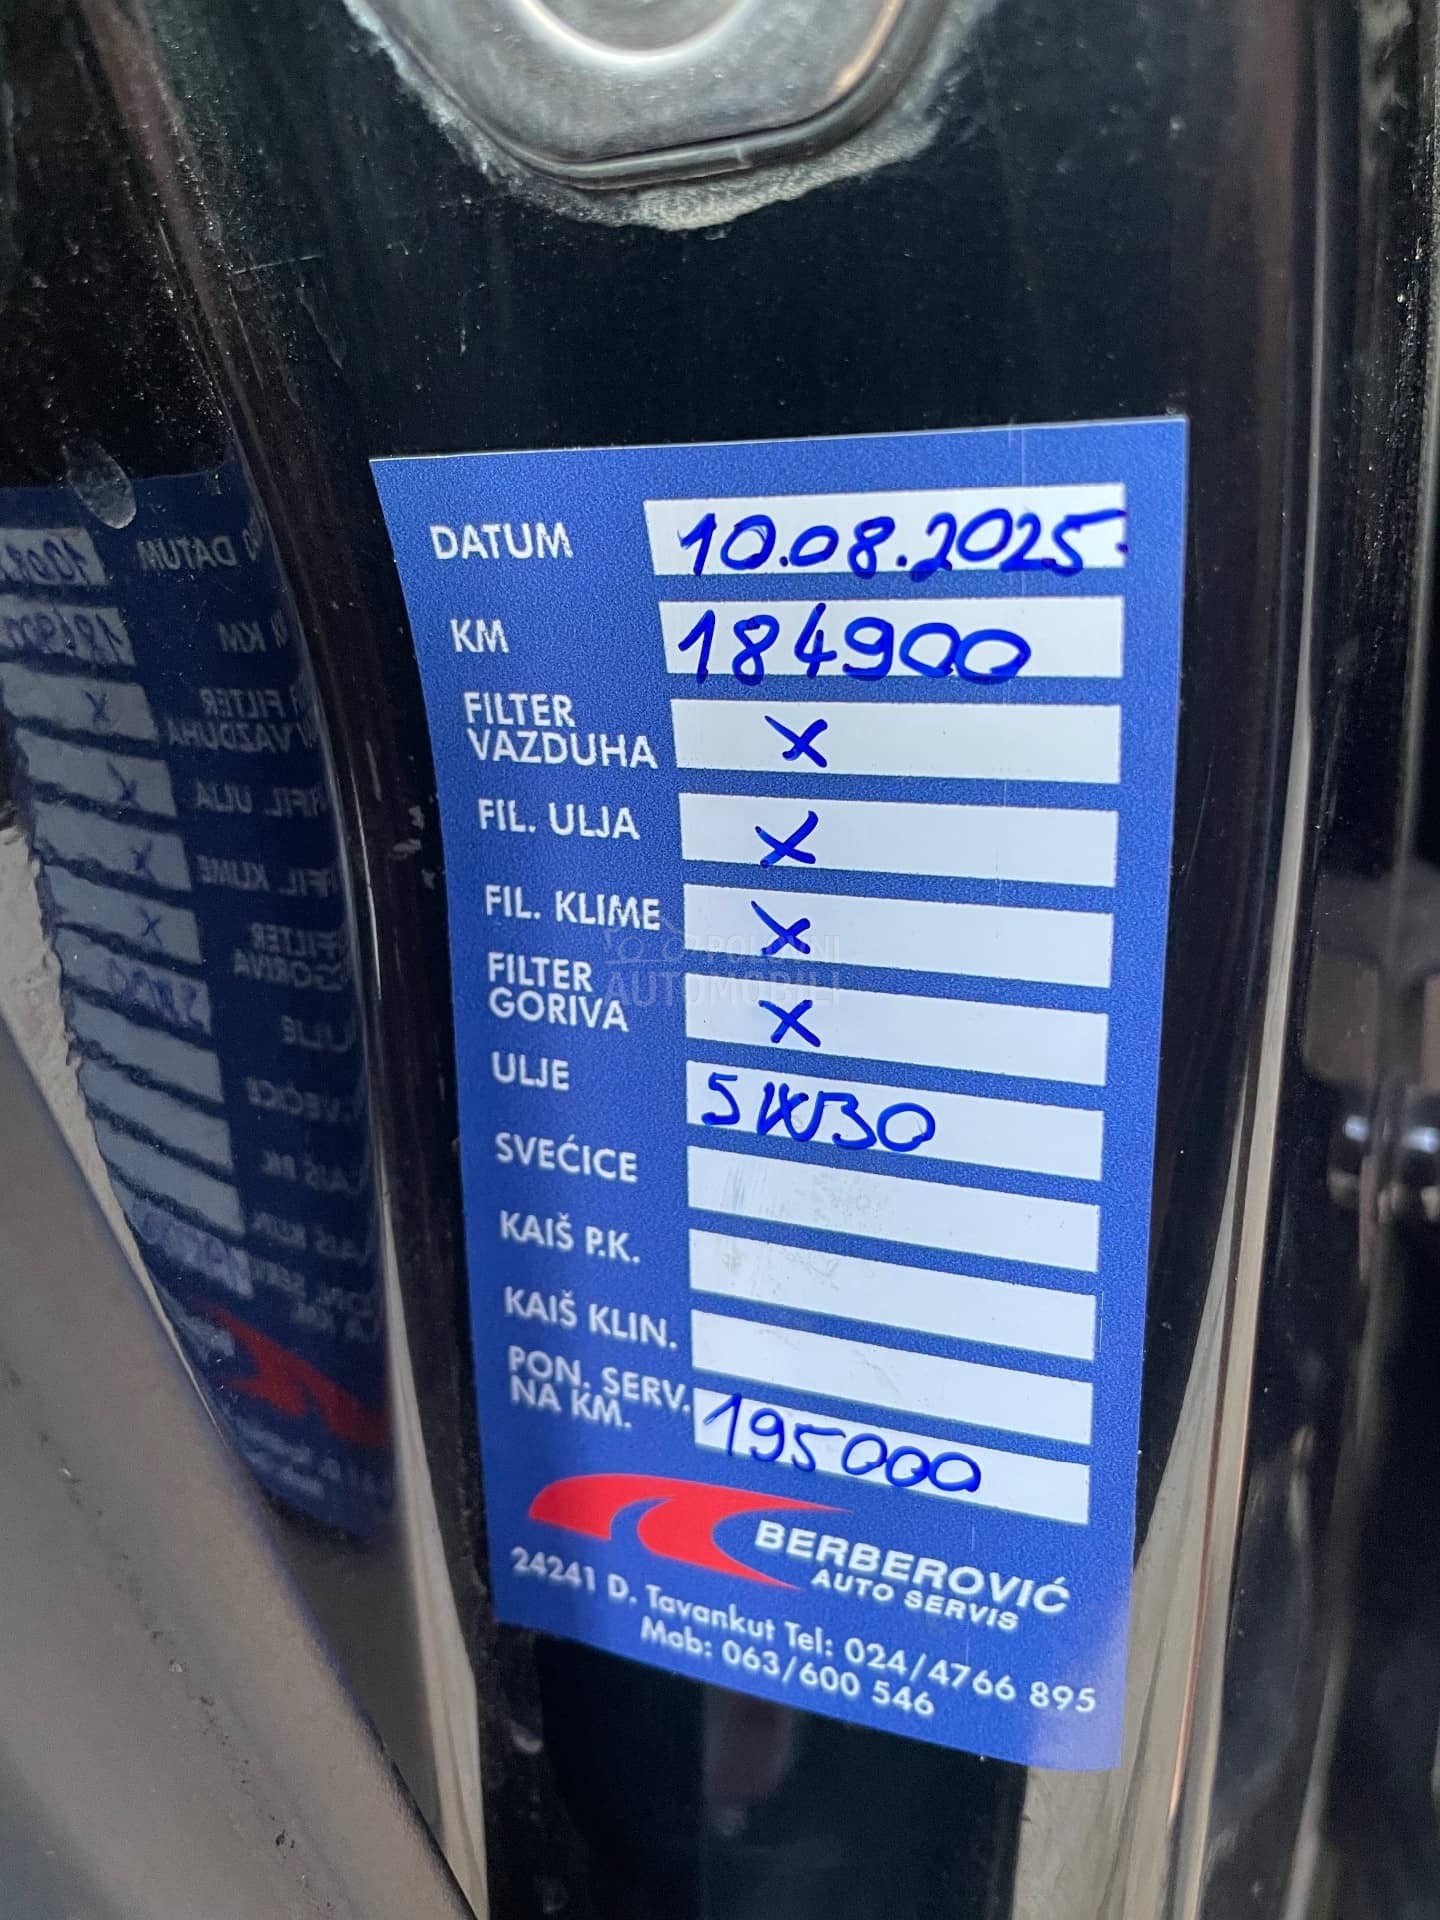 DATUM 10.08.2025.
KM 184900
FILTER
VAZDUHA X
FIL. ULJA X
FIL. KLIME X
POLOVNI
AUTOMOBILI
FILTER
GORIVA X
ULJE 5W30
SVEĆICE
KAIŠ P.K.
KAIŠ KLIN.
PON. SERV.
NA KM. 195000
BERBEROVIĆ
AUTO SERVIS
24241 D. Tavankut Tel: 024/4766 895
Mob: 063/600 546